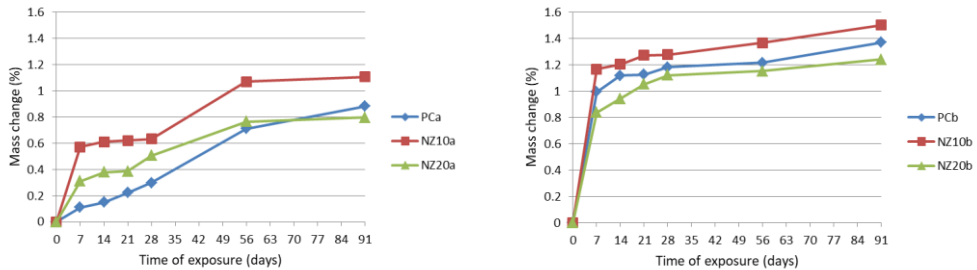 1.6
1.4
1.2
1
0.8
0.6
0.4
0.2
0
Mass change (%)
0 7 14 21 28 35 42 49 56 63 70 77 84 91
Time of exposure (days)
PCa
NZ10a
NZ20a
1.6
1.4
1.2
1
0.8
0.6
0.4
0.2
0
Mass change (%)
0 7 14 21 28 35 42 49 56 63 70 77 84 91
Time of exposure (days)
PCb
NZ10b
NZ20b